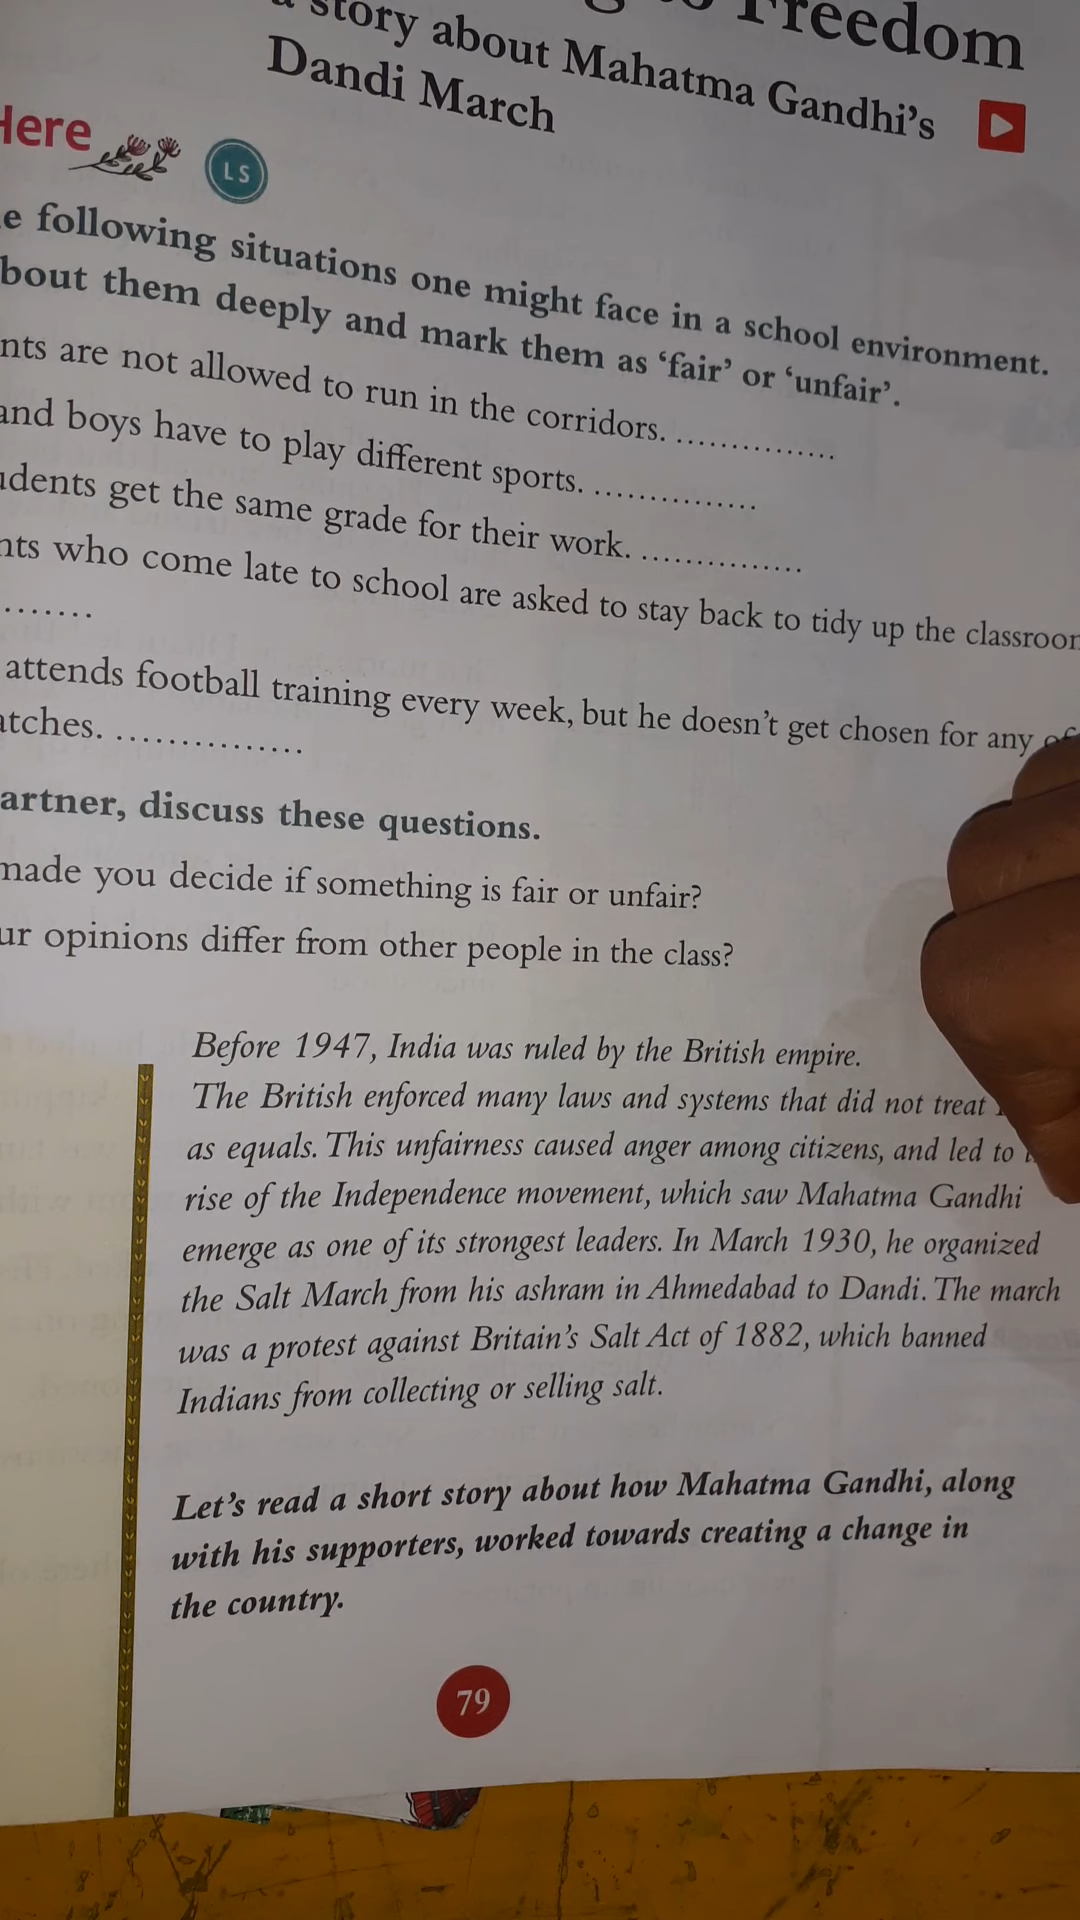 to Freedom
a story about Mahatma Gandhi's
Dandi March
Here
LS
following situations one might face in a school environment.
them deeply and mark them as 'fair' or 'unfair'.
are not allowed to run in the corridors. ...............
and boys have to play different sports. ...............
get the same grade for their work. ...............
who come late to school are asked to stay back to tidy up the
.......
attends football training every week, but he doesn't get chosen for any of
...............
discuss these questions.
you decide if something is fair or unfair?
opinions differ from other people in the class?
Before 1947, India was ruled by the British empire.
The British enforced many laws and systems that did not treat
as equals. This unfairness caused anger among citizens, and led to
rise of the Independence movement, which saw Mahatma Gandhi
emerge as one of its strongest leaders. In March 1930, he organized
the Salt March from his ashram in Ahmedabad to Dandi. The march
was a protest against Britain's Salt Act of 1882, which banned
Indians from collecting or selling salt.
Let's read a short story about how Mahatma Gandhi, along
with his supporters, worked towards creating a change in
the country.
79